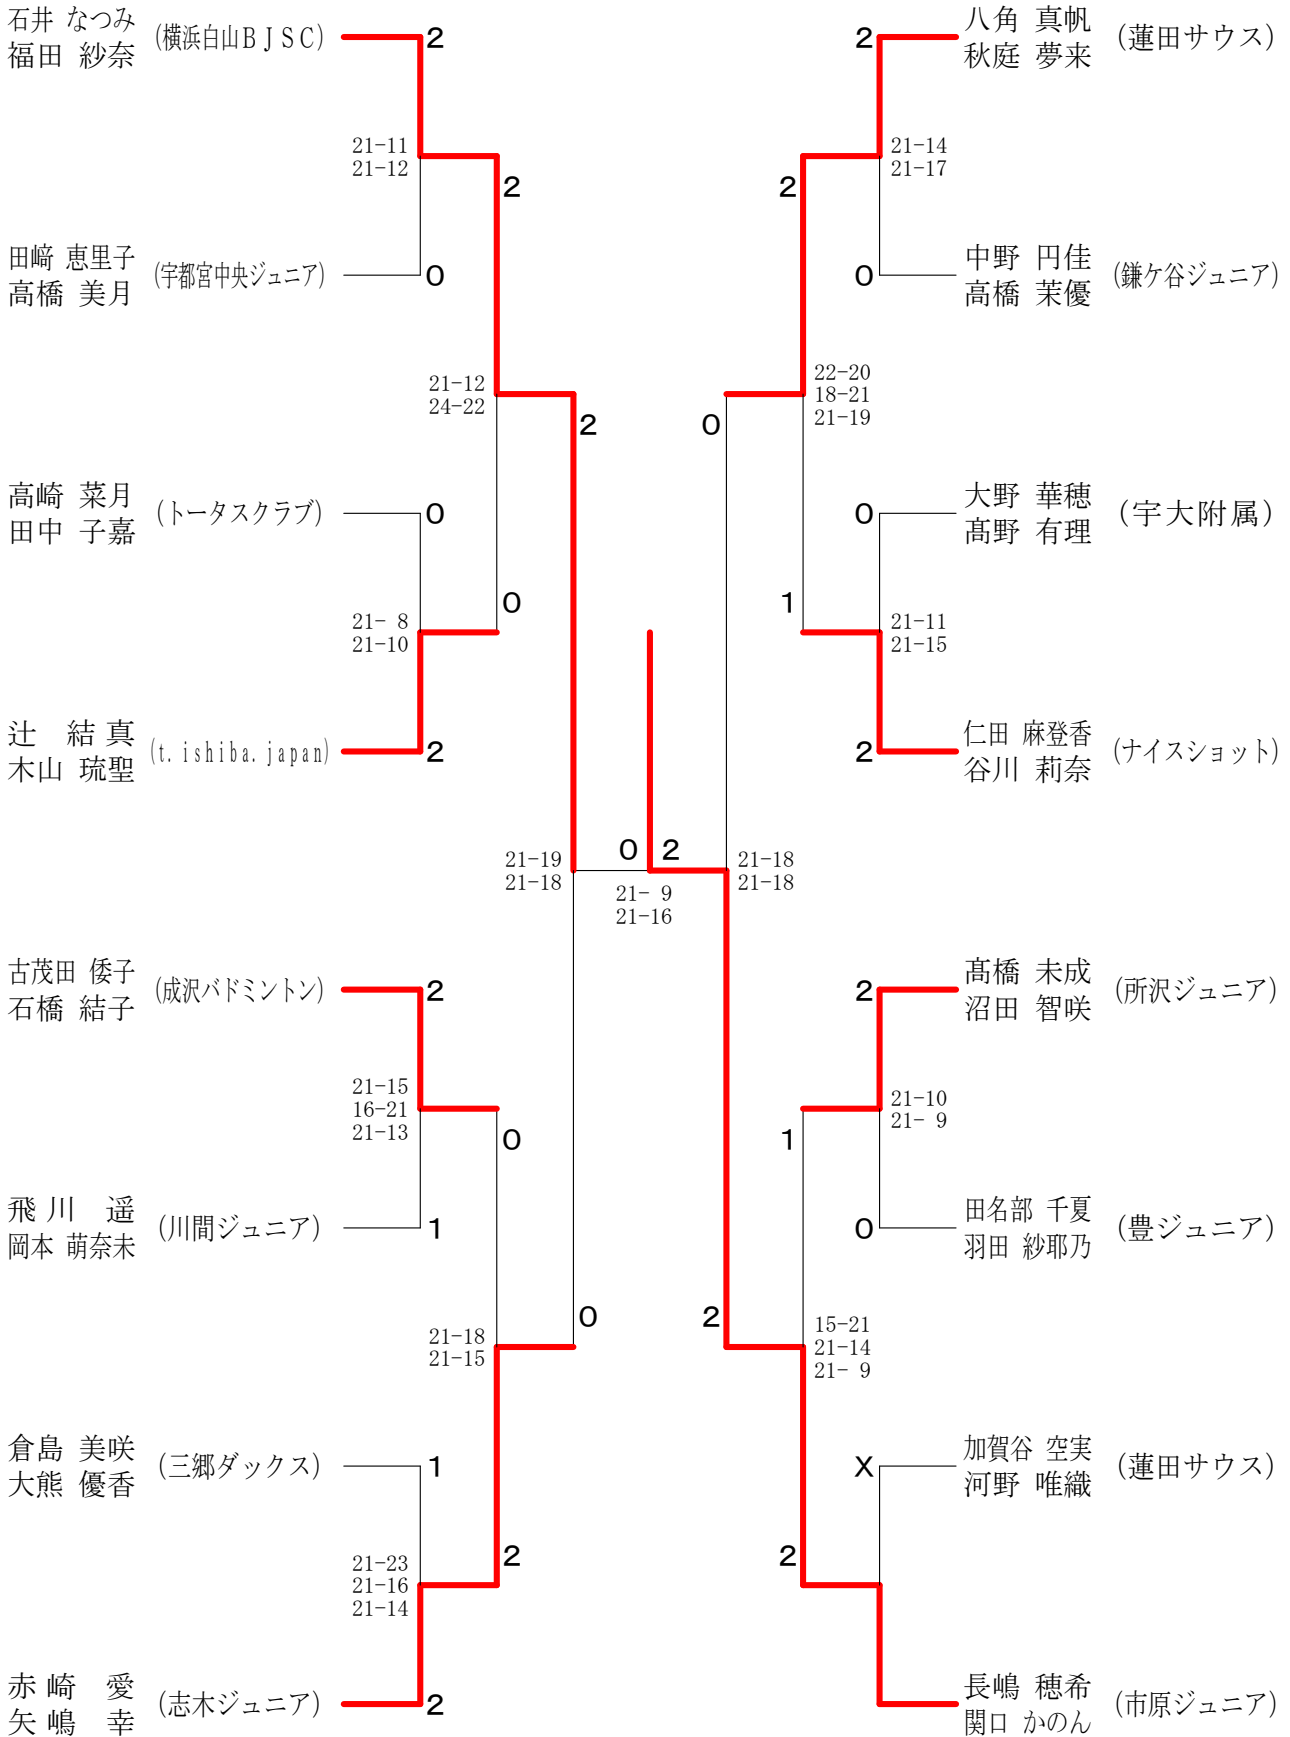 石井 なつみ
福田 紗奈
(横浜白山ＢＪＳＣ)
2
21-11
21-12
2
田﨑 恵里子
高橋 美月
(宇都宮中央ジュニア)
0
21-12
24-22
2
高崎 菜月
田中 子嘉
(トータスクラブ)
0
21- 8
21-10
0
辻 結真
木山 琉聖
(t.ishiba.japan)
2
21-19
21-18
古茂田 倭子
石橋 結子
(成沢バドミントン)
2
21-15
16-21
21-13
0
飛川 遥
岡本 萌奈未
(川間ジュニア)
1
21-18
21-15
0
倉島 美咲
大熊 優香
(三郷ダックス)
1
21-23
21-16
21-14
2
赤崎 愛
矢嶋 幸
(志木ジュニア)
2
0 2
21- 9
21-16
八角 真帆
秋庭 夢来
(蓮田サウス)
2
21-14
21-17
2
中野 円佳
高橋 茉優
(鎌ケ谷ジュニア)
0
22-20
18-21
21-19
0
大野 華穂
髙野 有理
(宇大附属)
0
21-11
21-15
1
仁田 麻登香
谷川 莉奈
(ナイスショット)
2
21-18
21-18
髙橋 未成
沼田 智咲
(所沢ジュニア)
2
21-10
21- 9
1
田名部 千夏
羽田 紗耶乃
(豊ジュニア)
0
15-21
21-14
21- 9
2
加賀谷 空実
河野 唯織
(蓮田サウス)
X
2
長嶋 穂希
関口 かのん
(市原ジュニア)